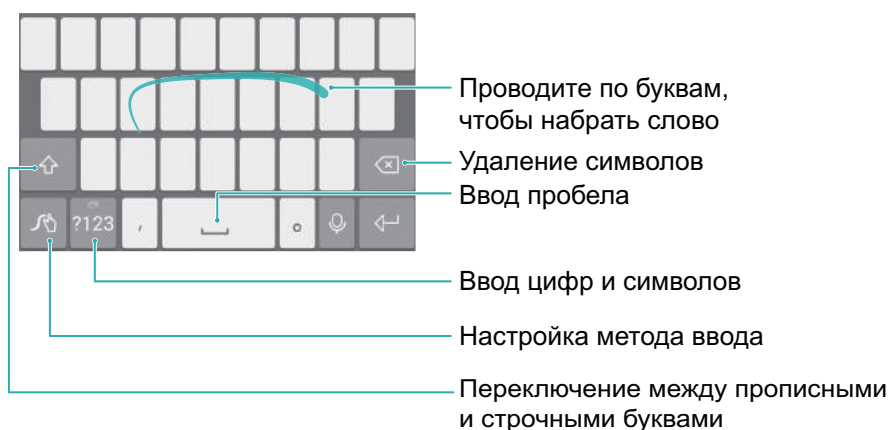 Проводите по буквам,
чтобы набрать слово
Удаление символов
Ввод пробела
?123
,
Ввод цифр и символов
Настройка метода ввода
Переключение между прописными
и строчными буквами